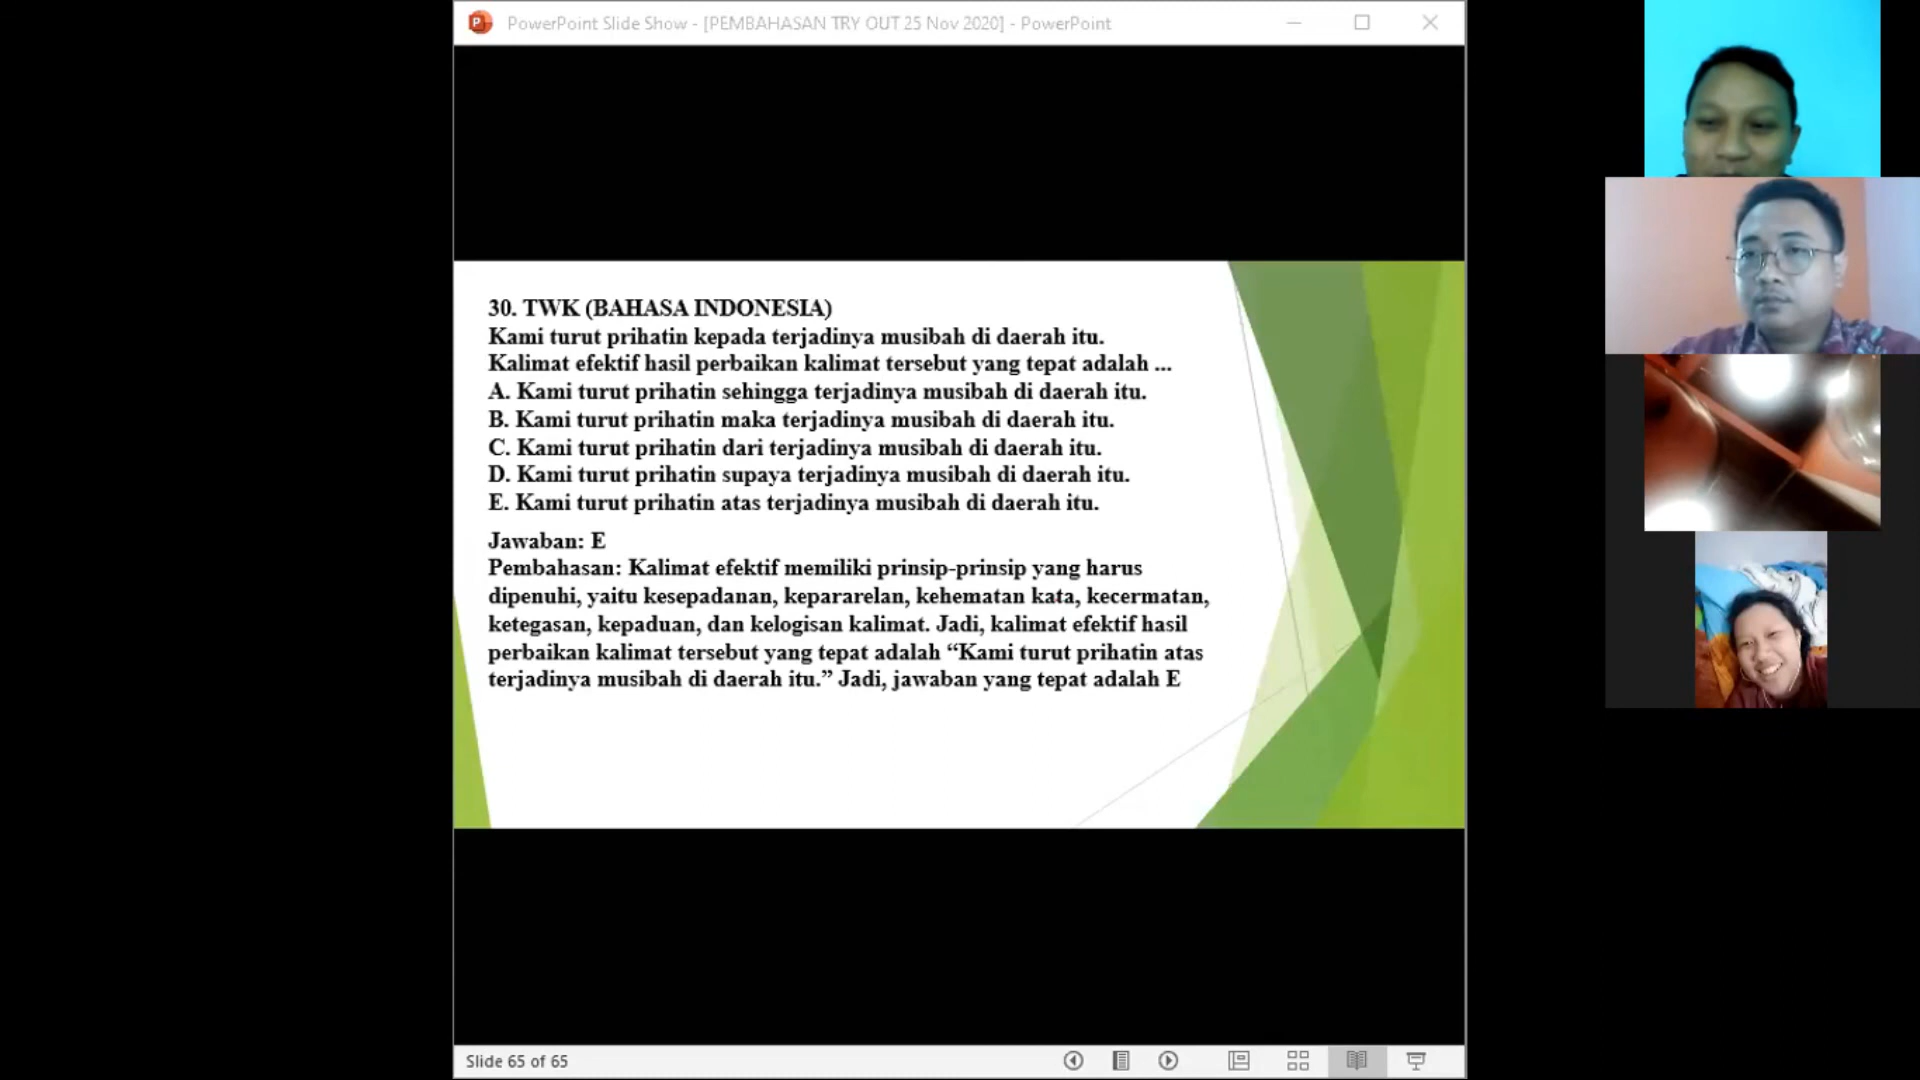 PowerPoint Slide Show - [PEMBAHASAN TRY OUT 25 Nov 2020] - PowerPoint
30. TWK (BAHASA INDONESIA)
Kami turut prihatin kepada terjadinya musibah di daerah itu.
Kalimat efektif hasil perbaikan kalimat tersebut yang tepat adalah ...
A. Kami turut prihatin sehingga terjadinya musibah di daerah itu.
B. Kami turut prihatin maka terjadinya musibah di daerah itu.
C. Kami turut prihatin dari terjadinya musibah di daerah itu.
D. Kami turut prihatin supaya terjadinya musibah di daerah itu.
E. Kami turut prihatin atas terjadinya musibah di daerah itu.
Jawaban: E
Pembahasan: Kalimat efektif memiliki prinsip-prinsip yang harus
dipenuhi, yaitu kesepadanan, kepararelan, kehematan kata, kecermatan,
ketegasan, kepaduan, dan kelogisan kalimat. Jadi, kalimat efektif hasil
perbaikan kalimat tersebut yang tepat adalah “Kami turut prihatin atas
terjadinya musibah di daerah itu.” Jadi, jawaban yang tepat adalah E
Slide 65 of 65